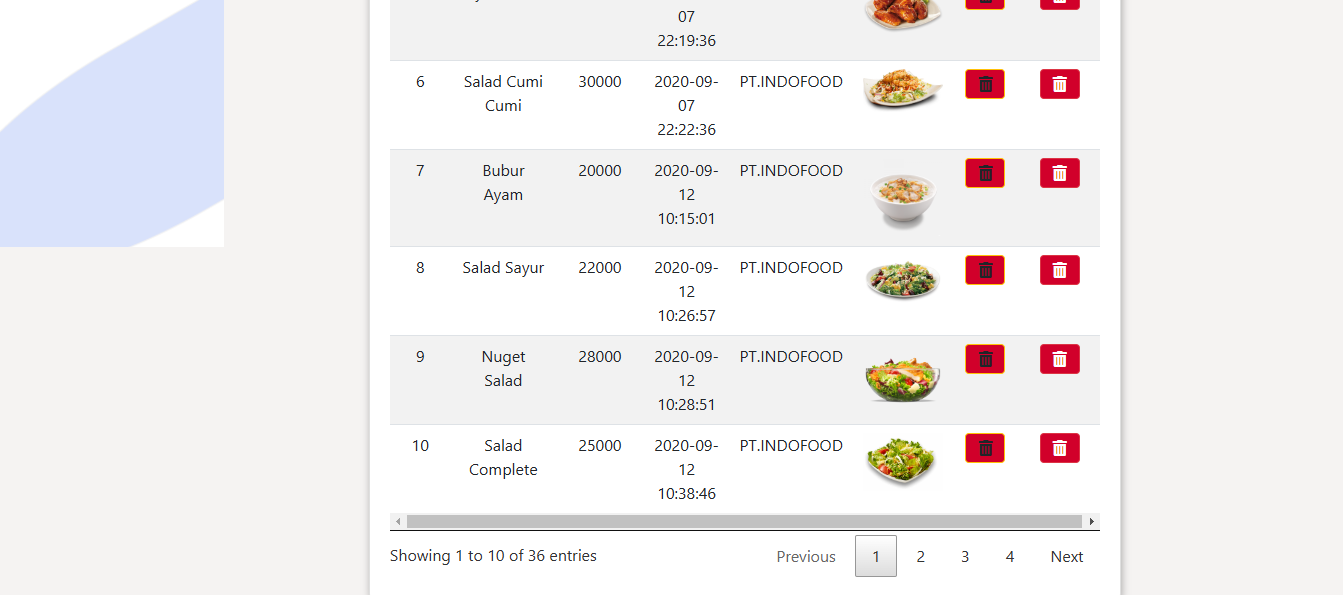 07
22:19:36
6 Salad Cumi 30000 2020-09- PT.INDOFOOD
Cumi 07
22:22:36
7 Bubur 20000 2020-09- PT.INDOFOOD
Ayam 12
10:15:01
8 Salad Sayur 22000 2020-09- PT.INDOFOOD
12
10:26:57
9 Nuget 28000 2020-09- PT.INDOFOOD
Salad 12
10:28:51
10 Salad 25000 2020-09- PT.INDOFOOD
Complete 12
10:38:46
Showing 1 to 10 of 36 entries Previous 1 2 3 4 Next